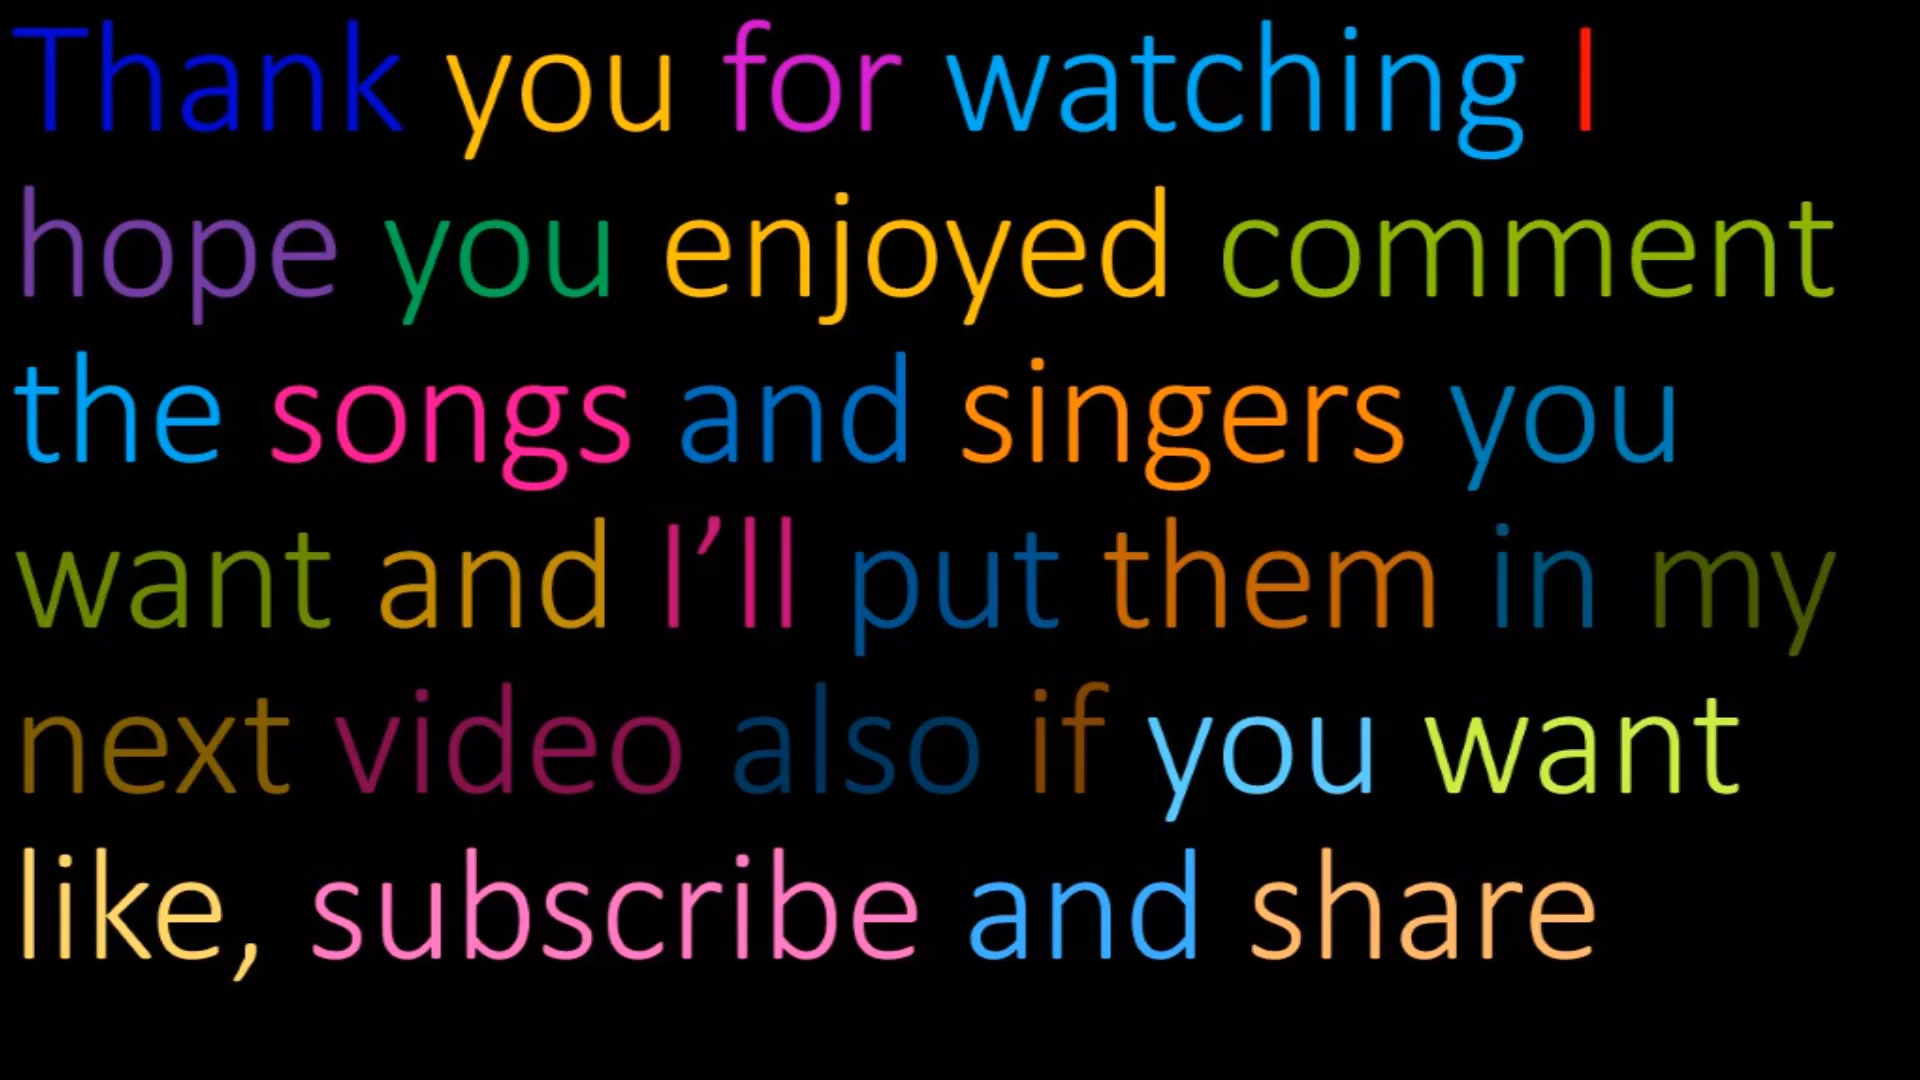 Thank you for watching I
hope you enjoyed comment
the songs and singers you
want and I’ll put them in my
next video also if you want
like, subscribe and share